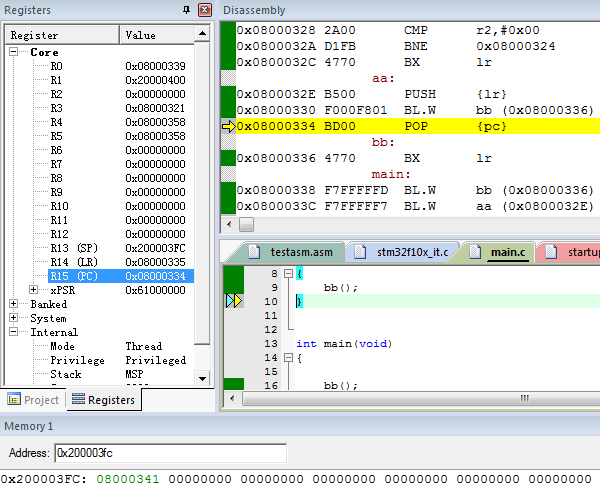 Registers
Register Value
Core
R0 0x08000339
R1 0x20000400
R2 0x00000000
R3 0x08000321
R4 0x08000358
R5 0x08000358
R6 0x00000000
R7 0x00000000
R8 0x00000000
R9 0x00000000
R10 0x00000000
R11 0x00000000
R12 0x00000000
R13 (SP) 0x200003FC
R14 (LR) 0x08000335
R15 (PC) 0x08000334
xPSR 0x61000000
Banked
System
Internal
Mode Thread
Privilege Privileged
Stack MSP
Project Registers
Disassembly
0x08000328 2A00 CMP r2,#0x00
0x0800032A D1FB BNE 0x08000324
0x0800032C 4770 BX lr
aa:
0x0800032E B500 PUSH {lr}
0x08000330 F000F801 BL.W bb (0x08000336)
0x08000334 BD00 POP {pc}
bb:
0x08000336 4770 BX lr
main:
0x08000338 F7FFFFFD BL.W bb (0x08000336)
0x0800033C F7FFFFF7 BL.W aa (0x0800032E)
testasm.asm stm32f10x_it.c main.c startup
8 {
9 bb();
10 }
11
12
13 int main(void)
14 {
15
16 bb();
Memory 1
Address: 0x200003fc
0x200003FC: 08000341 00000000 00000000 00000000 00000000 00000000 00000000